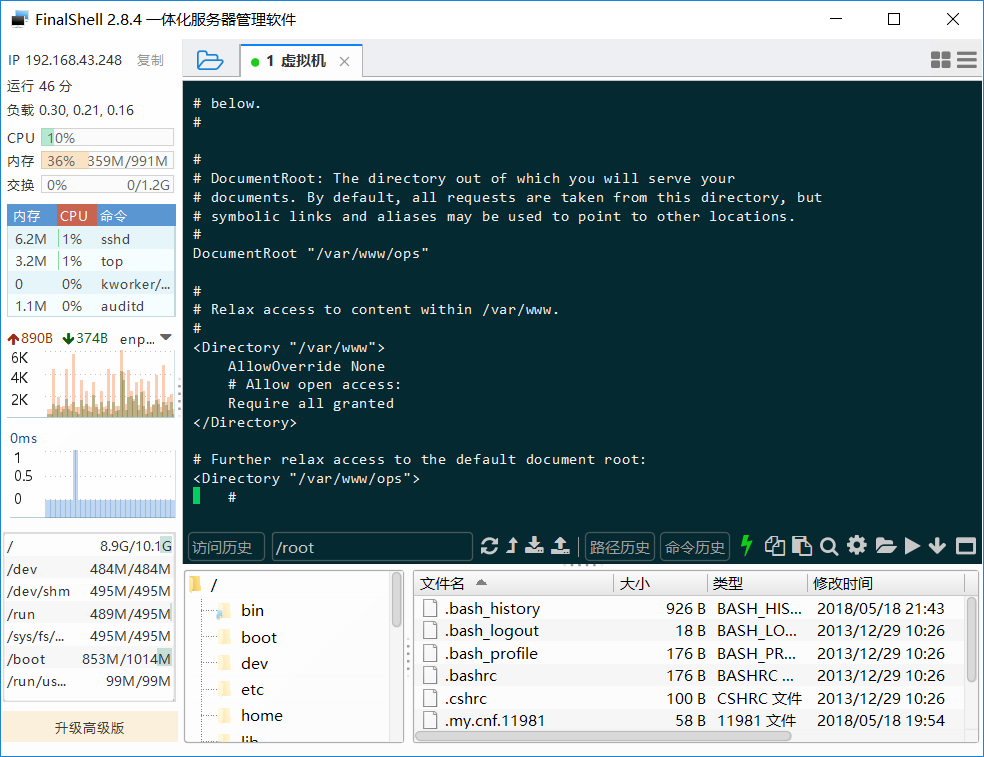 FinalShell 2.8.4 一体化服务器管理软件
IP 192.168.43.248 复制
运行 46 分
负载 0.30, 0.21, 0.16
CPU 10%
内存 36% 359M/991M
交换 0% 0/1.2G
内存 CPU 命令
6.2M 1% sshd
3.2M 1% top
0 0% kworker/...
1.1M 0% auditd
890B 374B enp...
6K
4K
2K
0ms
1
0.5
0
/ 8.9G/10.1G
/dev 484M/484M
/dev/shm 495M/495M
/run 489M/495M
/sys/fs/... 495M/495M
/boot 853M/1014M
/run/us... 99M/99M
升级高级版
1 虚拟机
# below.
#
#
# DocumentRoot: The directory out of which you will serve your
# documents. By default, all requests are taken from this directory, but
# symbolic links and aliases may be used to point to other locations.
#
DocumentRoot "/var/www/ops"
#
# Relax access to content within /var/www.
#
<Directory "/var/www">
AllowOverride None
# Allow open access:
Require all granted
</Directory>
# Further relax access to the default document root:
<Directory "/var/www/ops">
#
访问历史 /root 路径历史 命令历史
/
bin
boot
dev
etc
home
lib
文件名 大小 类型 修改时间
.bash_history 926 B BASH_HIS... 2018/05/18 21:43
.bash_logout 18 B BASH_LO... 2013/12/29 10:26
.bash_profile 176 B BASH_PR... 2013/12/29 10:26
.bashrc 176 B BASHRC ... 2013/12/29 10:26
.cshrc 100 B CSHRC 文件 2013/12/29 10:26
.my.cnf.11981 58 B 11981 文件 2018/05/18 19:54